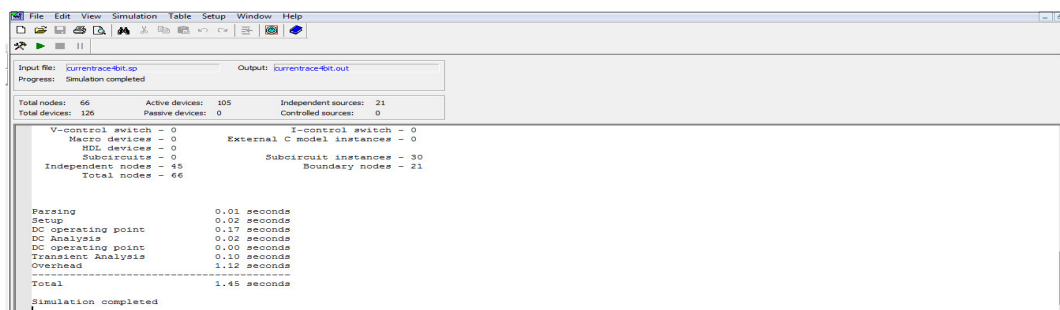 File Edit View Simulation Table Setup Window Help
Input file: currentrace4bit.sp Output: currentrace4bit.out
Progress: Simulation completed
Total nodes: 66 Active devices: 105 Independent sources: 21
Total devices: 126 Passive devices: 0 Controlled sources: 0
V-control switch - 0 I-control switch - 0
Macro devices - 0 External C model instances - 0
HDL devices - 0
Subcircuits - 0 Subcircuit instances - 30
Independent nodes - 45 Boundary nodes - 21
Total nodes - 66
Parsing 0.01 seconds
Setup 0.02 seconds
DC operating point 0.17 seconds
DC Analysis 0.02 seconds
DC operating point 0.00 seconds
Transient Analysis 0.10 seconds
Overhead 1.12 seconds
-----------------------------------------
Total 1.45 seconds
Simulation completed